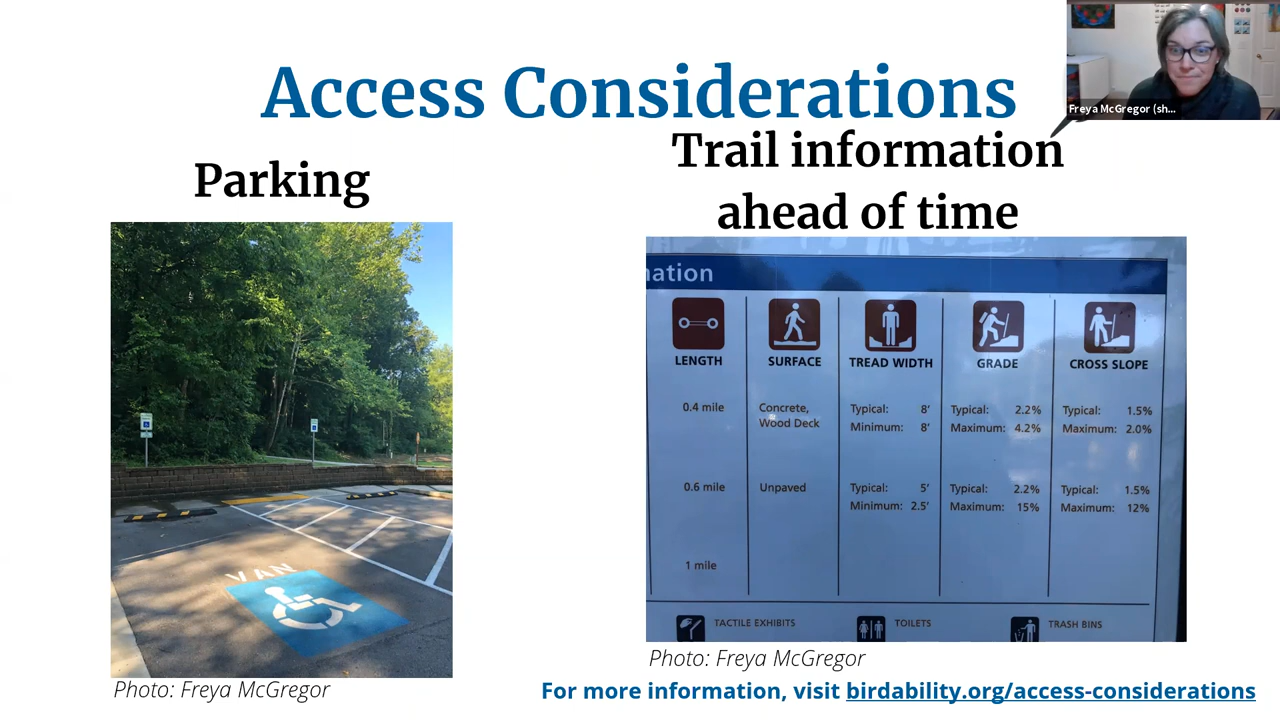 Access Considerations
Freya McGregor (sh...
Parking
Trail information
ahead of time
mation
LENGTH
SURFACE
TREAD WIDTH
GRADE
CROSS SLOPE
0.4 mile
Concrete,
Wood Deck
Typical: 8'
Minimum: 8'
Typical: 2.2%
Maximum: 4.2%
Typical: 1.5%
Maximum: 2.0%
0.6 mile
Unpaved
Typical: 5'
Minimum: 2.5'
Typical: 2.2%
Maximum: 15%
Typical: 1.5%
Maximum: 12%
1 mile
TACTILE EXHIBITS
TOILETS
TRASH BINS
VAN
Photo: Freya McGregor
Photo: Freya McGregor
For more information, visit birdability.org/access-considerations